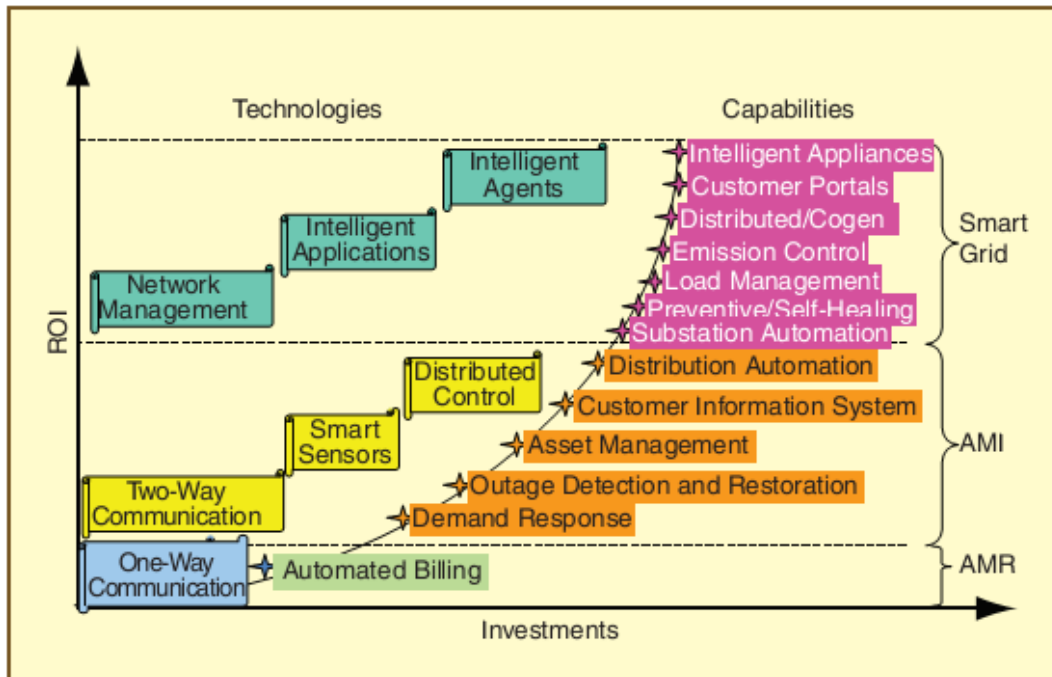 Technologies
Capabilities
Intelligent
Agents
Intelligent
Applications
Network
Management
Intelligent Appliances
Customer Portals
Distributed/Cogen
Emission Control
Load Management
Preventive/Self-Healing
Substation Automation
Smart
Grid
ROI
Distributed
Control
Smart
Sensors
Two-Way
Communication
Distribution Automation
Customer Information System
Asset Management
Outage Detection and Restoration
Demand Response
AMI
One-Way
Communication
Automated Billing
AMR
Investments